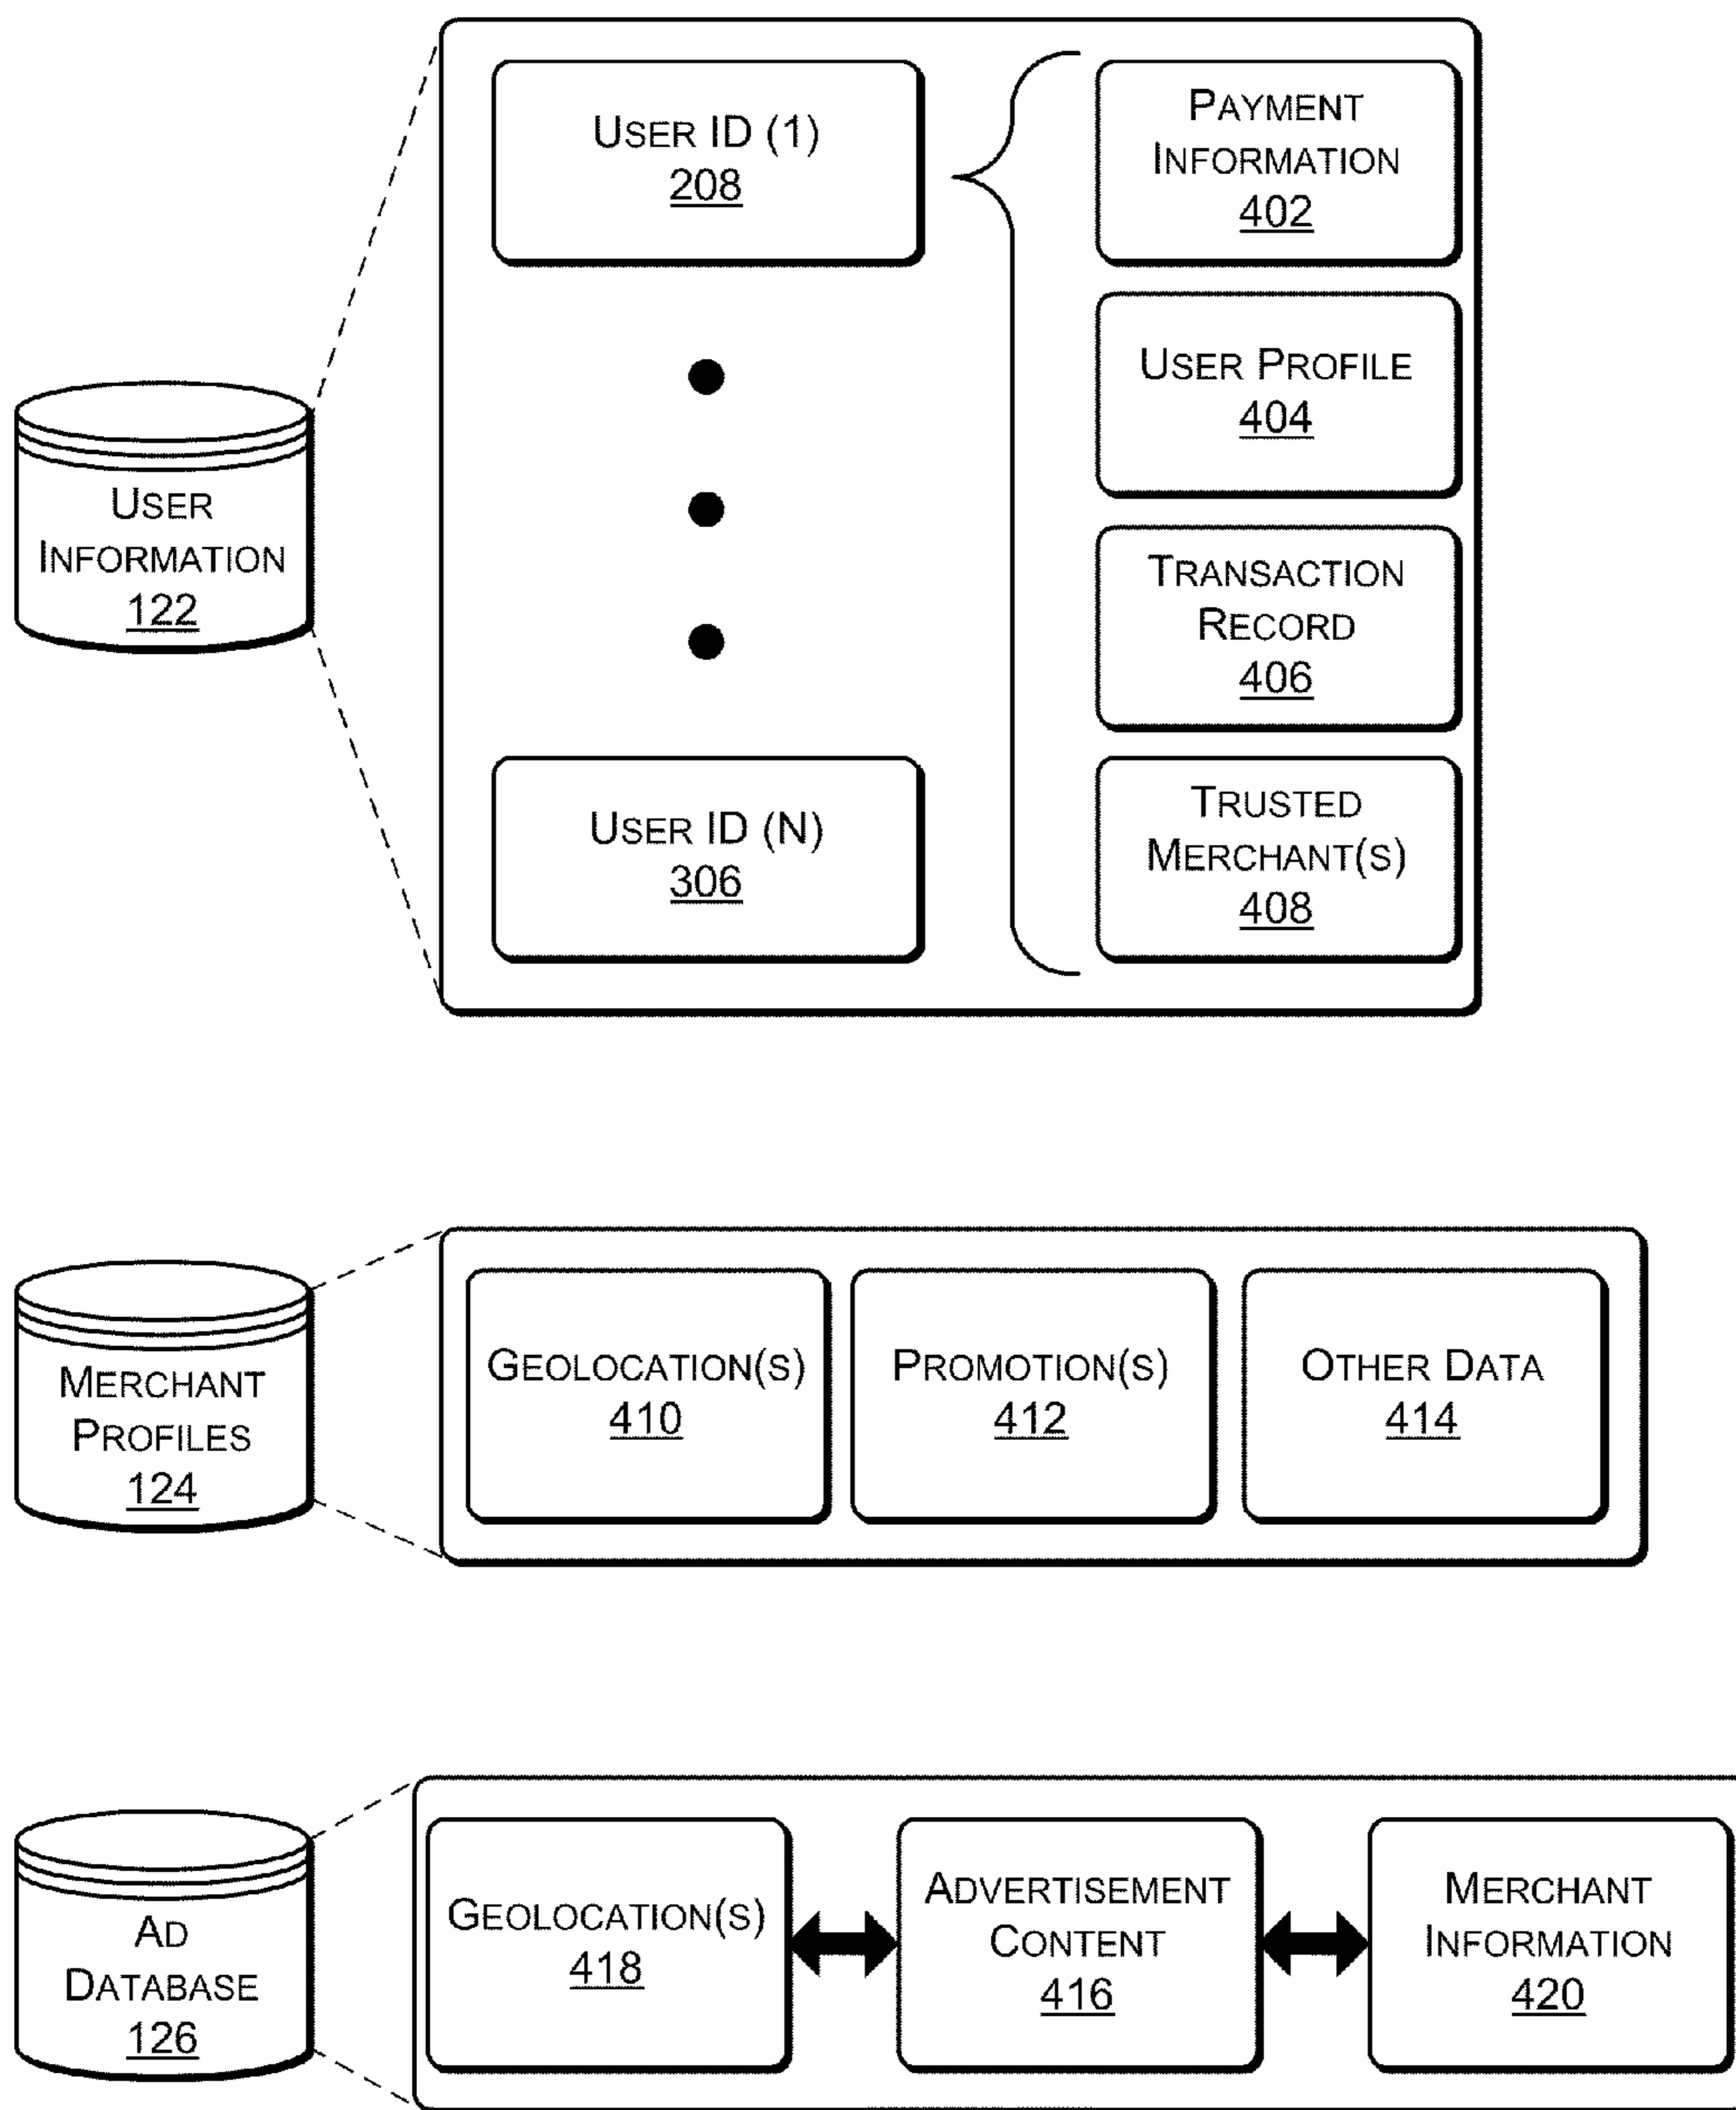 User ID (1)
208
Payment
Information
402
User Profile
404
User
Information
122
Transaction
Record
406
User ID (N)
306
Trusted
Merchant(s)
408
Merchant
Profiles
124
Geolocation(s)
410
Promotion(s)
412
Other Data
414
Ad
Database
126
Geolocation(s)
418
Advertisement
Content
416
Merchant
Information
420